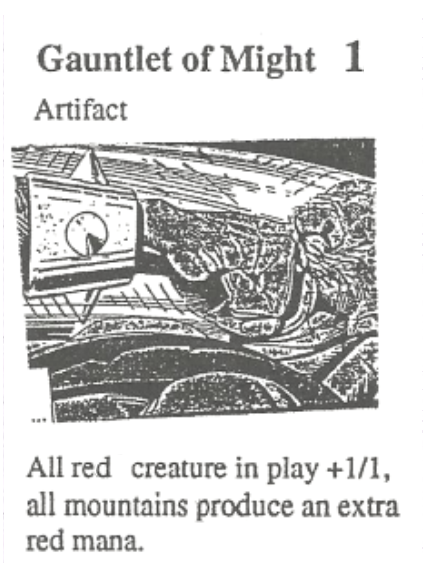 Gauntlet of Might 1
Artifact
All red creature in play +1/1,
all mountains produce an extra
red mana.